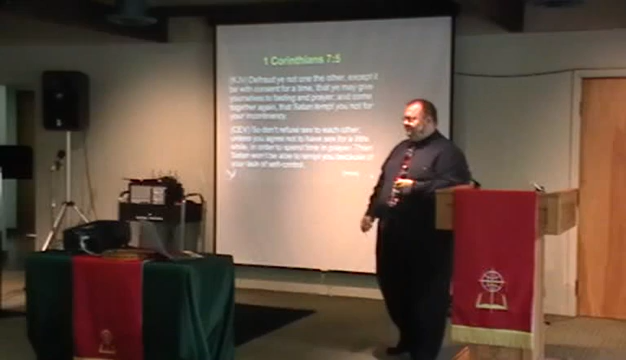 1 Corinthians 7:5
(KJV) Defraud ye not one the other, except it
be with consent for a time, that ye may give
yourselves to fasting and prayer; and come
together again, that Satan tempt you not for
your incontinency.
(CEV) So don't refuse sex to each other,
unless you agree not to have sex for a little
while, in order to spend time in prayer. Then
Satan won't be able to tempt you because of
your lack of self-control.